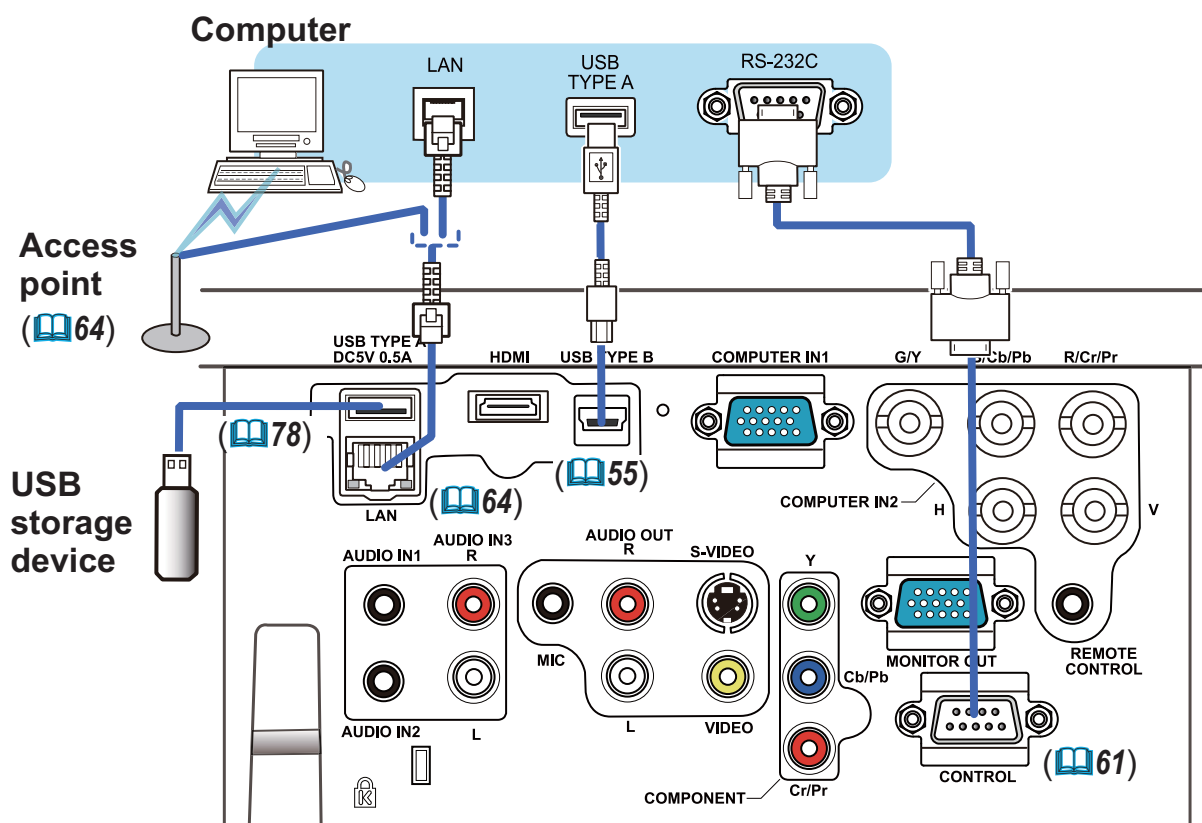 Computer
LAN
USB
TYPE A
RS-232C
Access
point
(64)
USB TYPE A
DC5V 0.5A
HDMI
USB TYPE B
COMPUTER IN1
G/Y
B/Cb/Pb
R/Cr/Pr
(78)
(55)
(64)
LAN
COMPUTER IN2
H
V
USB
storage
device
AUDIO IN1
AUDIO IN3
R
AUDIO OUT
R
S-VIDEO
Y
MIC
MONITOR OUT
REMOTE
CONTROL
Cb/Pb
AUDIO IN2
L
L
VIDEO
(61)
CONTROL
K
COMPONENT
Cr/Pr